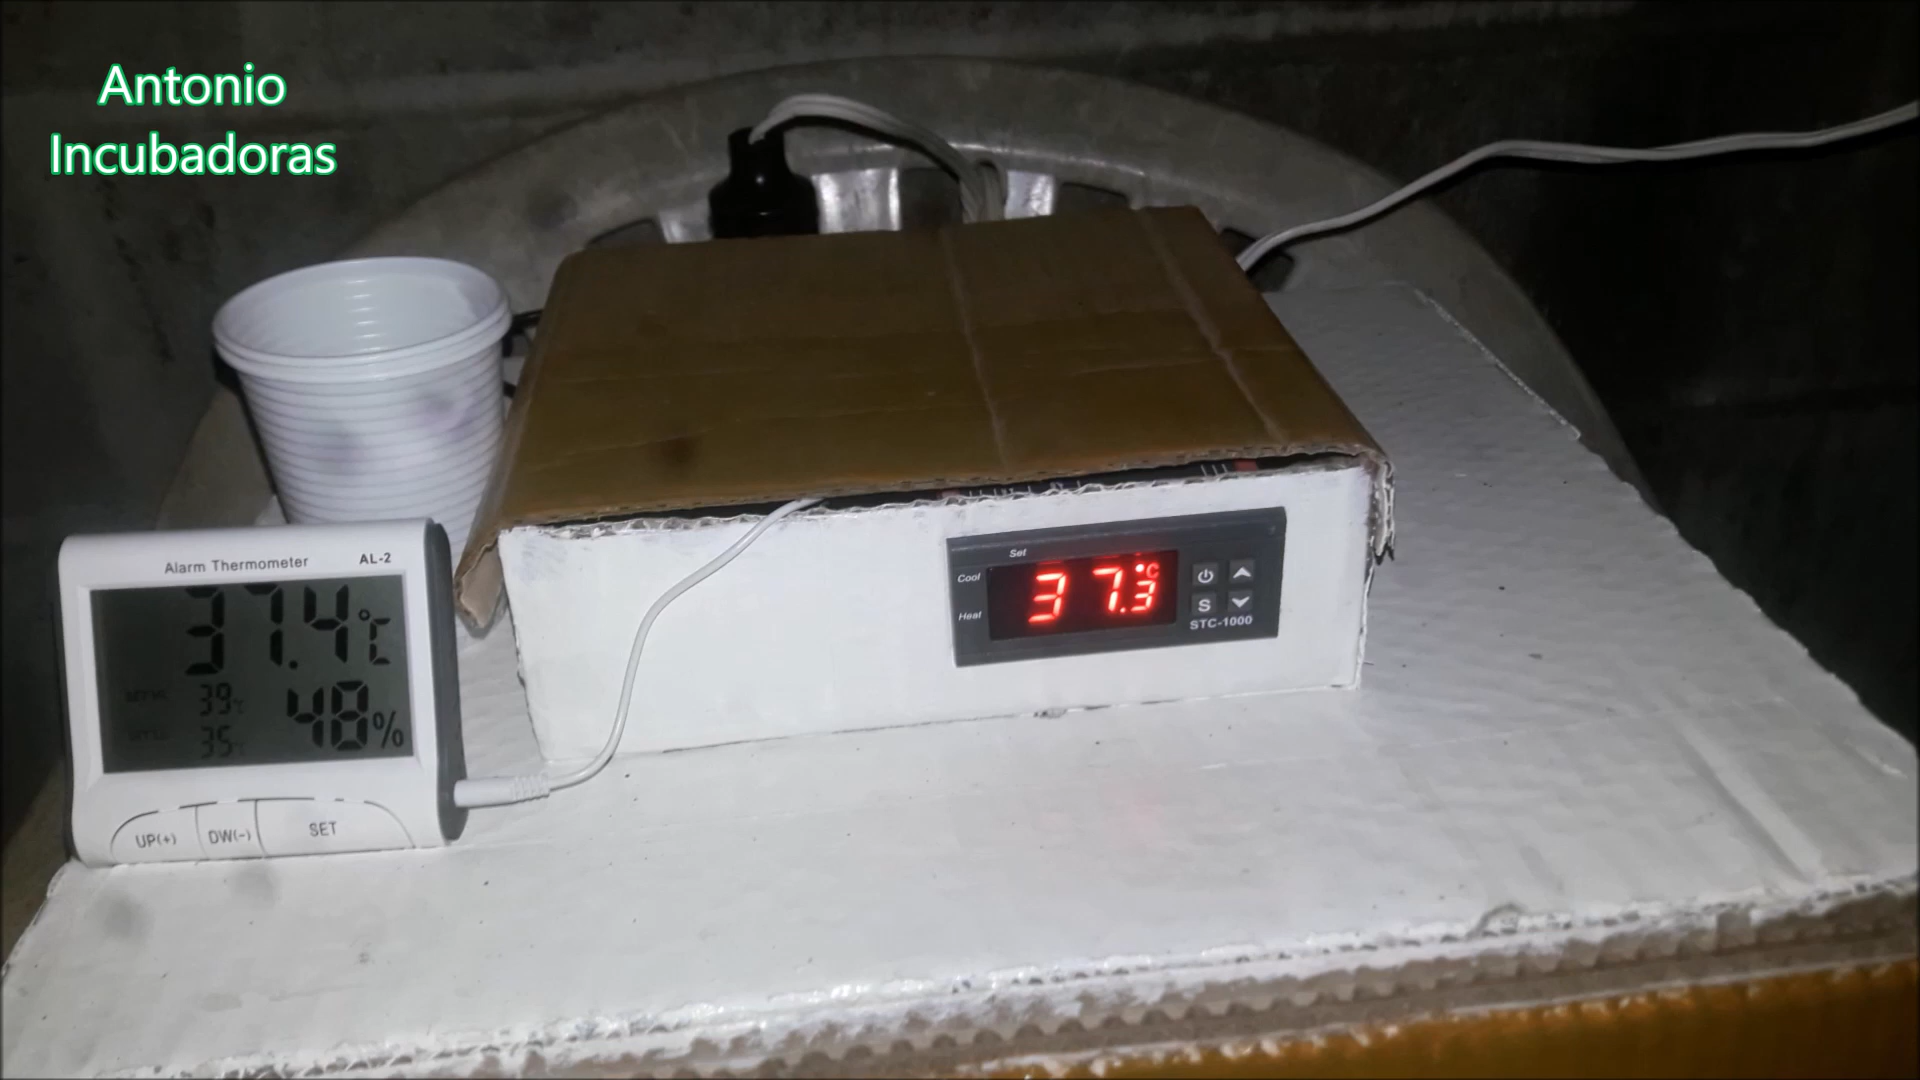 Antonio
Incubadoras
Alarm Thermometer AL-2
37.4°C
39°C
35°C
48%
UP(+) DW(-) SET
Set
Cool
Heat
37.3°C
S
STC-1000